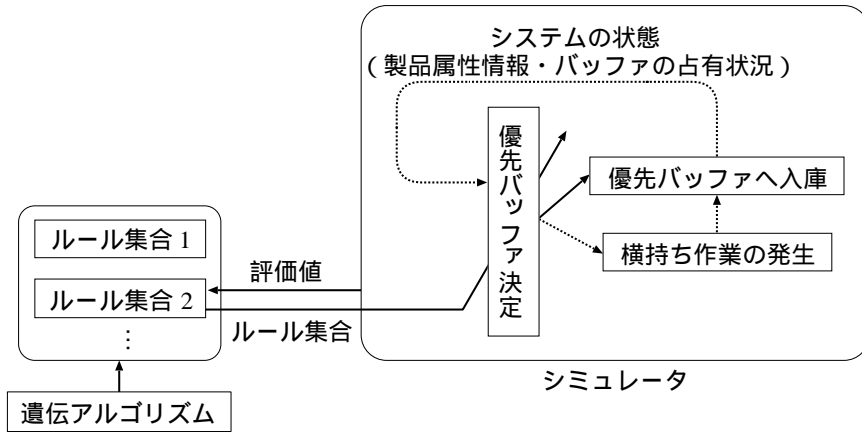 システムの状態
(製品属性情報・バッファの占有状況)
優先バッファ決定
優先バッファへ入庫
横持ち作業の発生
ルール集合 1
ルール集合 2
⋮
評価値
ルール集合
シミュレータ
遺伝アルゴリズム